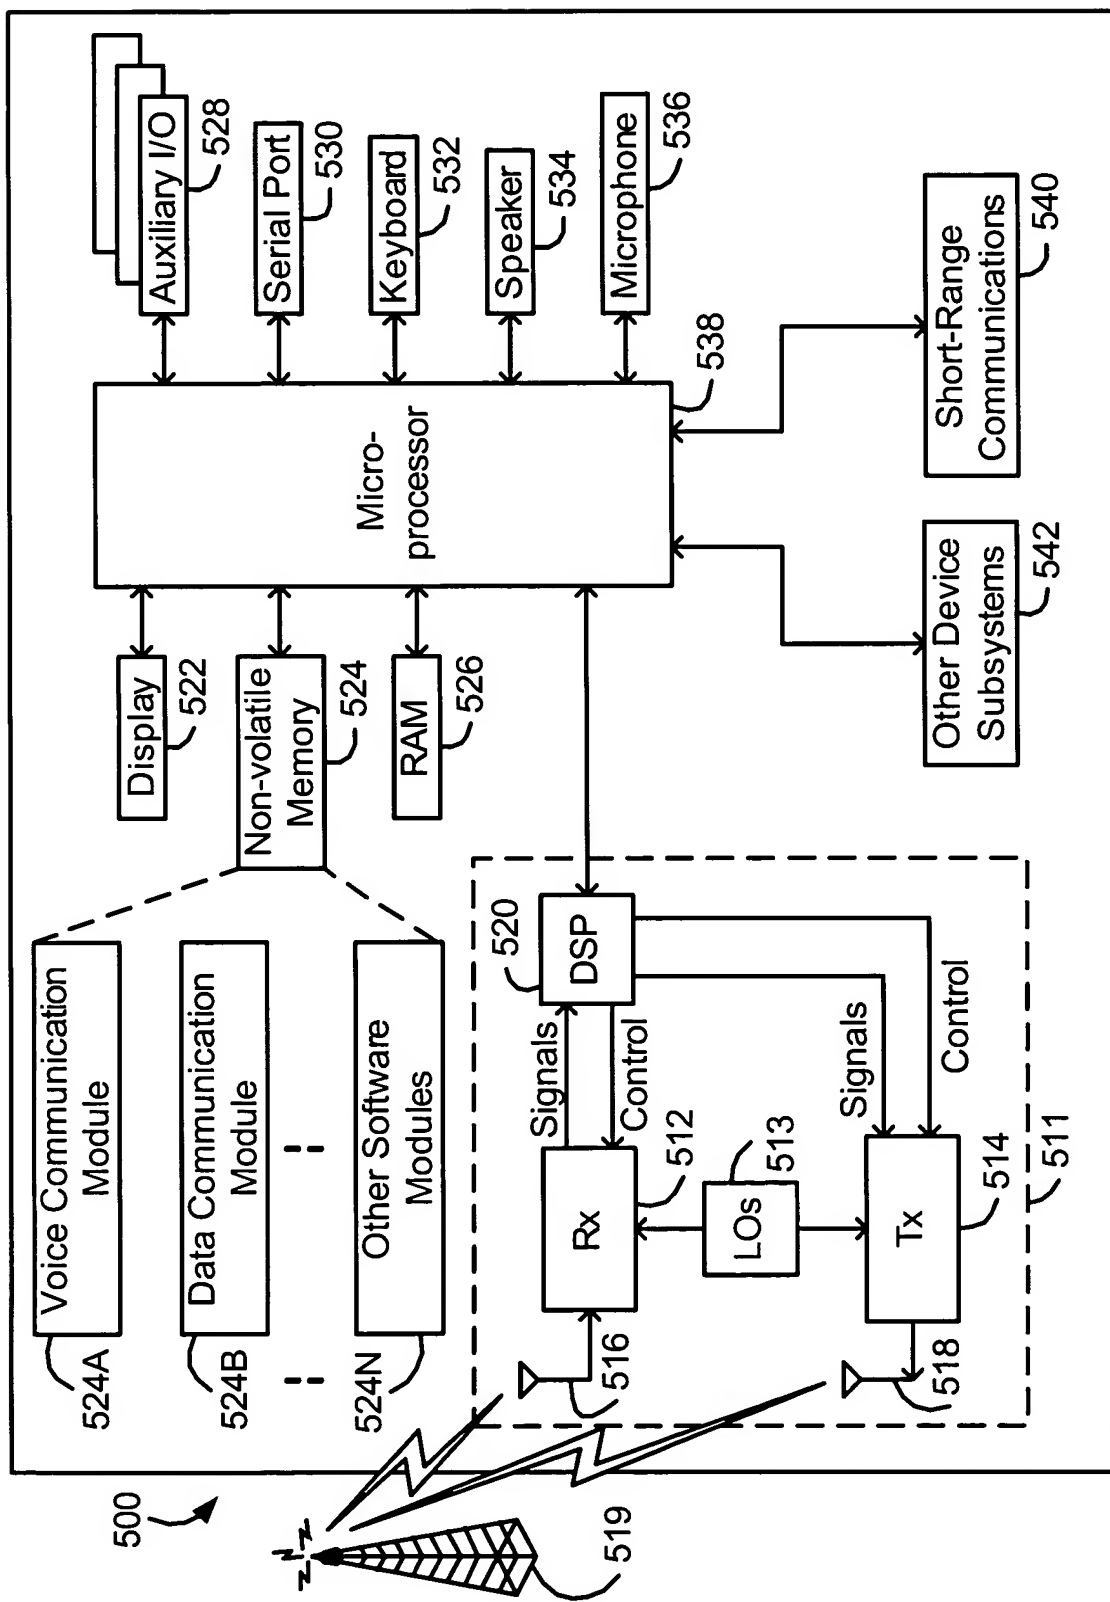 500
519
Voice Communication
Module
524A
Data Communication
Module
524B
Other Software
Modules
524N
Display
522
Non-volatile
Memory
524
RAM
526
Micro-
processor
538
Auxiliary I/O
528
Serial Port
530
Keyboard
532
Speaker
534
Microphone
536
Short-Range
Communications
540
Other Device
Subsystems
542
DSP
520
Signals
Control
Rx
512
516
LOs
513
Signals
Control
Tx
514
518
511